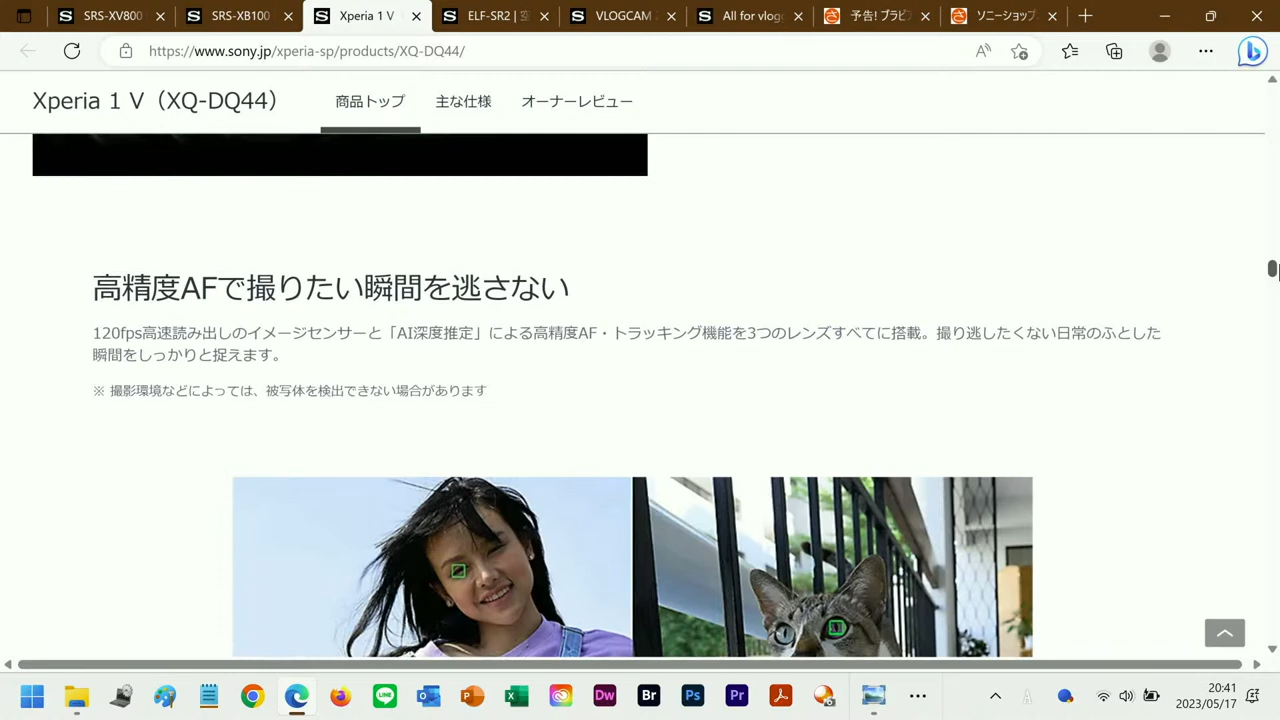 SRS-XV800
SRS-XB100
Xperia 1 V
ELF-SR2 | 空
VLOGCAM
All for vlog
予告! ブラビ
ソニーショップ
https://www.sony.jp/xperia-sp/products/XQ-DQ44/
Xperia 1 V（XQ-DQ44） 商品トップ 主な仕様 オーナーレビュー
高精度AFで撮りたい瞬間を逃さない
120fps高速読み出しのイメージセンサーと「AI深度推定」による高精度AF・トラッキング機能を3つのレンズすべてに搭載。撮り逃したくない日常のふとした
瞬間をしっかりと捉えます。
※ 撮影環境などによっては、被写体を検出できない場合があります
LINE
Dw
Br
Ps
Pr
20:41
2023/05/17